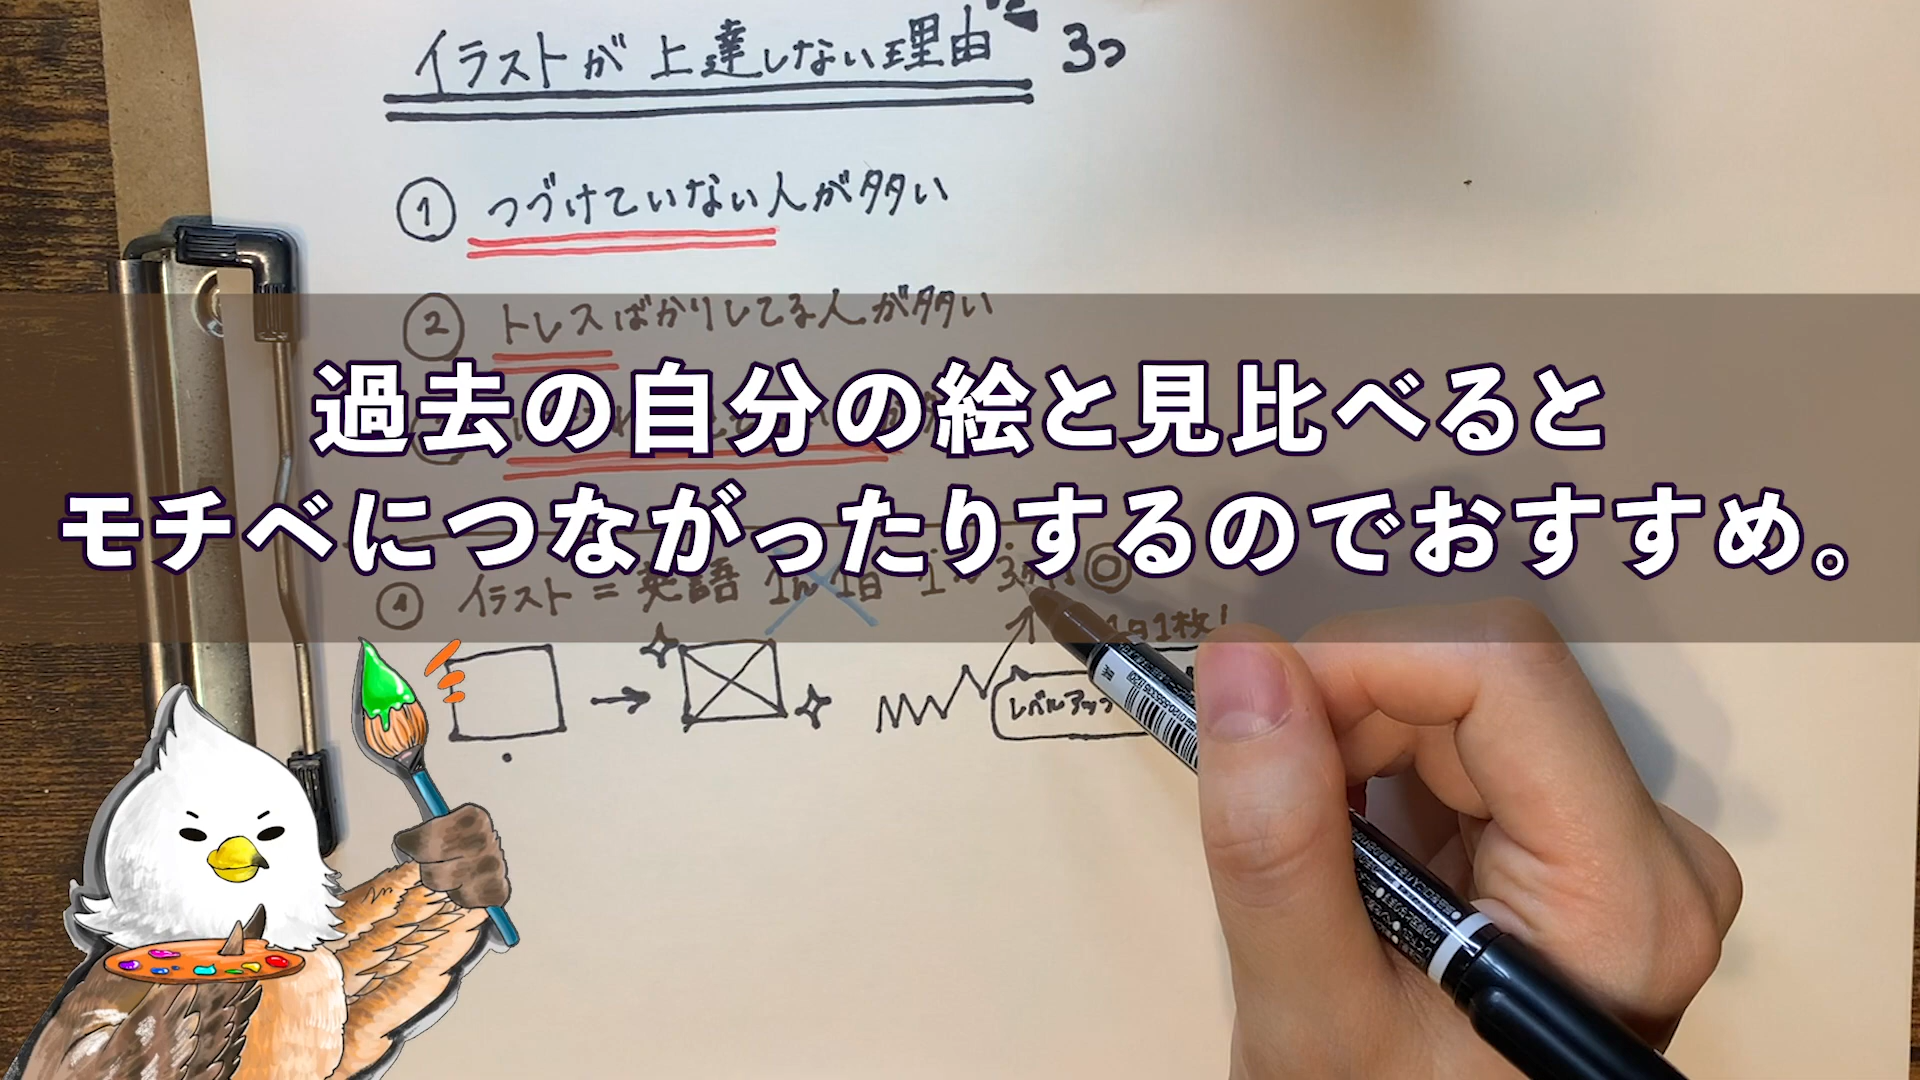 イラストが上達しない理由 3つ
① つづけていない人が多い
② トレスばかりしてる人が多い
過去の自分の絵と見比べると
モチベにつながったりするのでおすすめ。
① イラスト = 英語 1h 1日
1日1枚!
レベルアップ